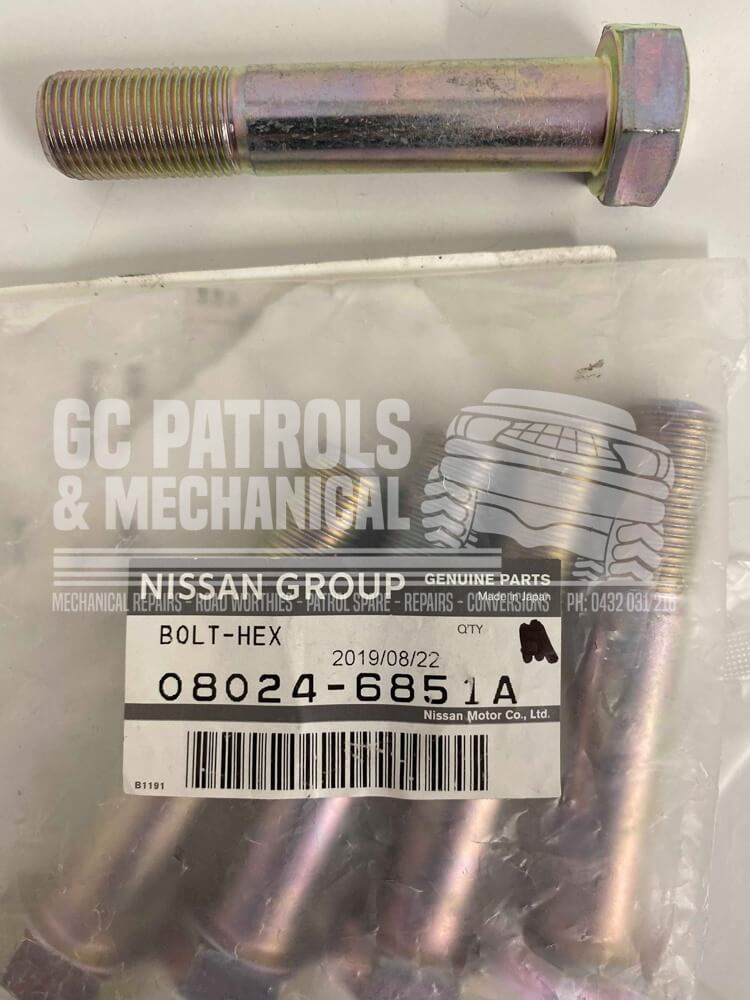 GC PATROLS
& MECHANICAL
NISSAN GROUP GENUINE PARTS
Made in Japan
MECHANICAL REPAIRS - ROAD WORTHIES - PATROL SPARE - REPAIRS - CONVERSIONS PH: 0432 031 216
BOLT-HEX Q'TY
2019/08/22
08024-6851A
Nissan Motor Co., Ltd.
B1191